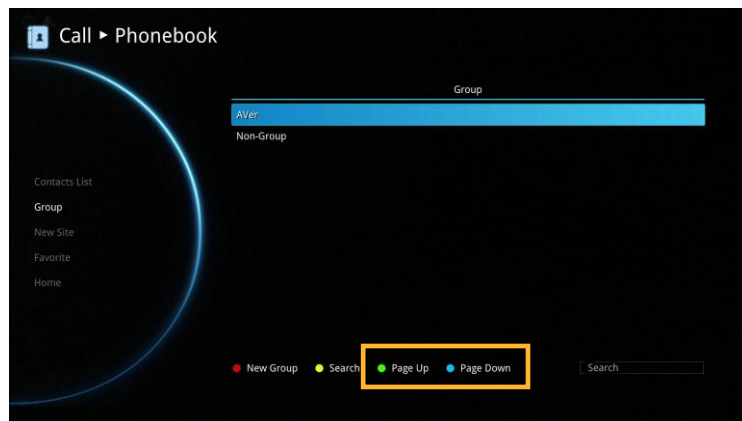 Call ► Phonebook
Group
AVer
Non-Group
Contacts List
Group
New Site
Favorite
Home
New Group Search Page Up Page Down Search